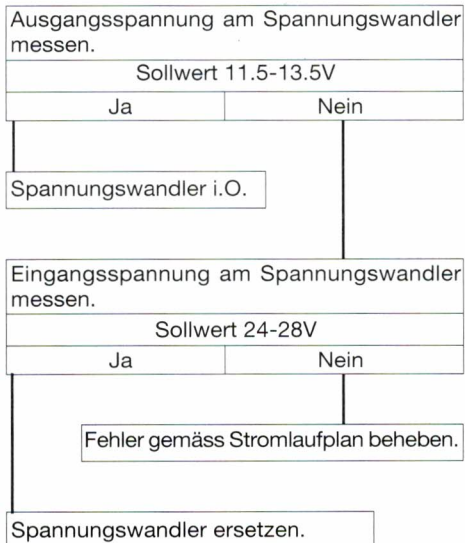 Ausgangsspannung am Spannungswandler
messen.
Sollwert 11.5-13.5V
Ja
Nein
Spannungswandler i.O.
Eingangsspannung am Spannungswandler
messen.
Sollwert 24-28V
Ja
Nein
Fehler gemäss Stromlaufplan beheben.
Spannungswandler ersetzen.